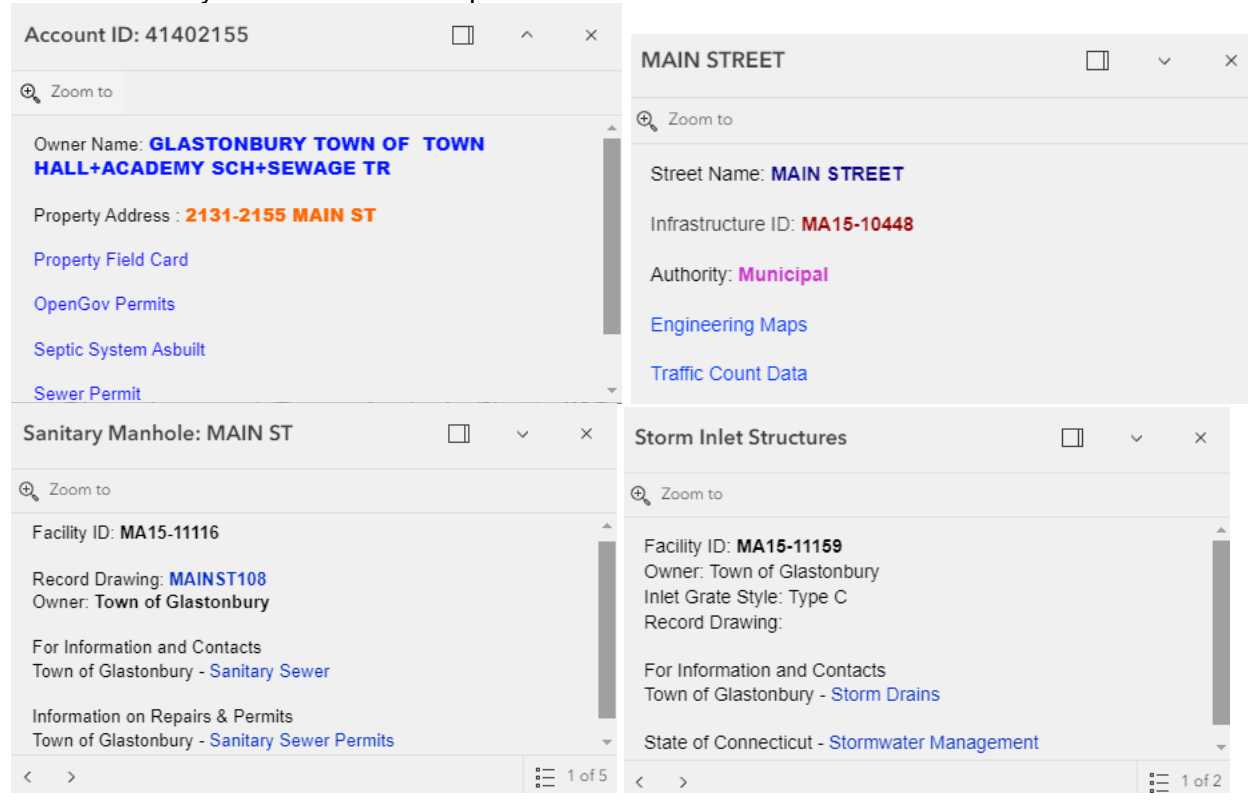 Account ID: 41402155
Zoom to
Owner Name: GLASTONBURY TOWN OF  TOWN
HALL+ACADEMY SCH+SEWAGE TR
Property Address : 2131-2155 MAIN ST
Property Field Card
OpenGov Permits
Septic System Asbuilt
Sewer Permit
MAIN STREET
Zoom to
Street Name: MAIN STREET
Infrastructure ID: MA15-10448
Authority: Municipal
Engineering Maps
Traffic Count Data
Sanitary Manhole: MAIN ST
Zoom to
Facility ID: MA15-11116
Record Drawing: MAINST108
Owner: Town of Glastonbury
For Information and Contacts
Town of Glastonbury - Sanitary Sewer
Information on Repairs & Permits
Town of Glastonbury - Sanitary Sewer Permits
1 of 5
Storm Inlet Structures
Zoom to
Facility ID: MA15-11159
Owner: Town of Glastonbury
Inlet Grate Style: Type C
Record Drawing:
For Information and Contacts
Town of Glastonbury - Storm Drains
State of Connecticut - Stormwater Management
1 of 2